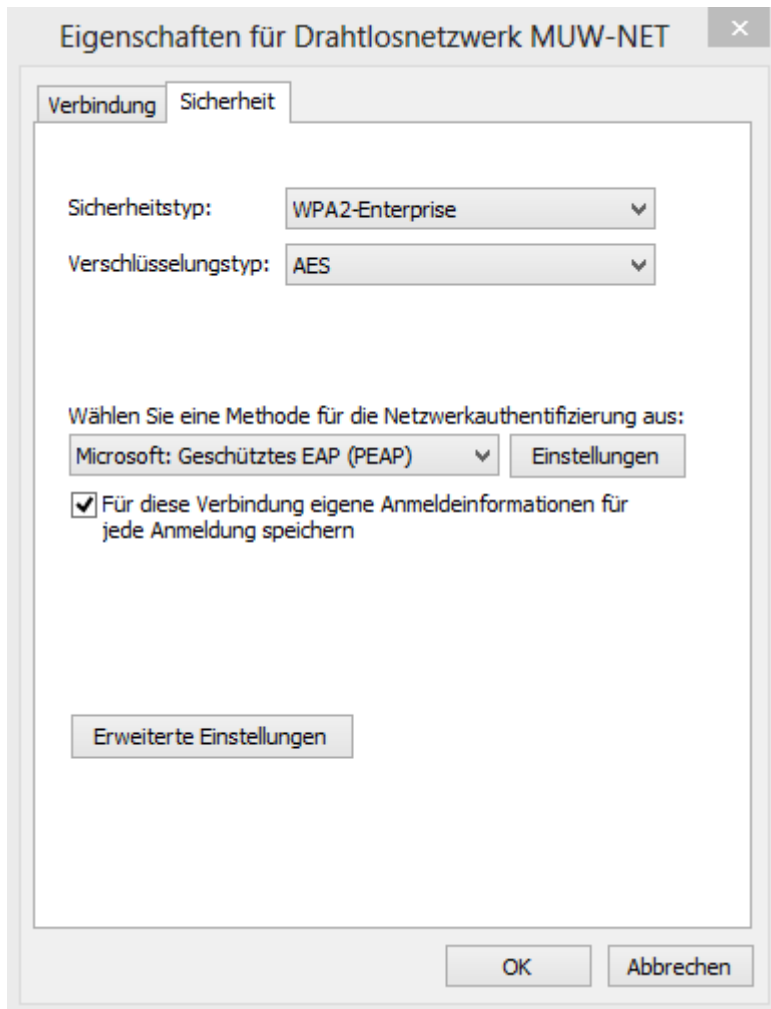 Eigenschaften für Drahtlosnetzwerk MUW-NET
Verbindung
Sicherheit
Sicherheitstyp:
WPA2-Enterprise
Verschlüsselungstyp:
AES
Wählen Sie eine Methode für die Netzwerkauthentifizierung aus:
Microsoft: Geschütztes EAP (PEAP)
Einstellungen
Für diese Verbindung eigene Anmeldeinformationen für
jede Anmeldung speichern
Erweiterte Einstellungen
OK
Abbrechen